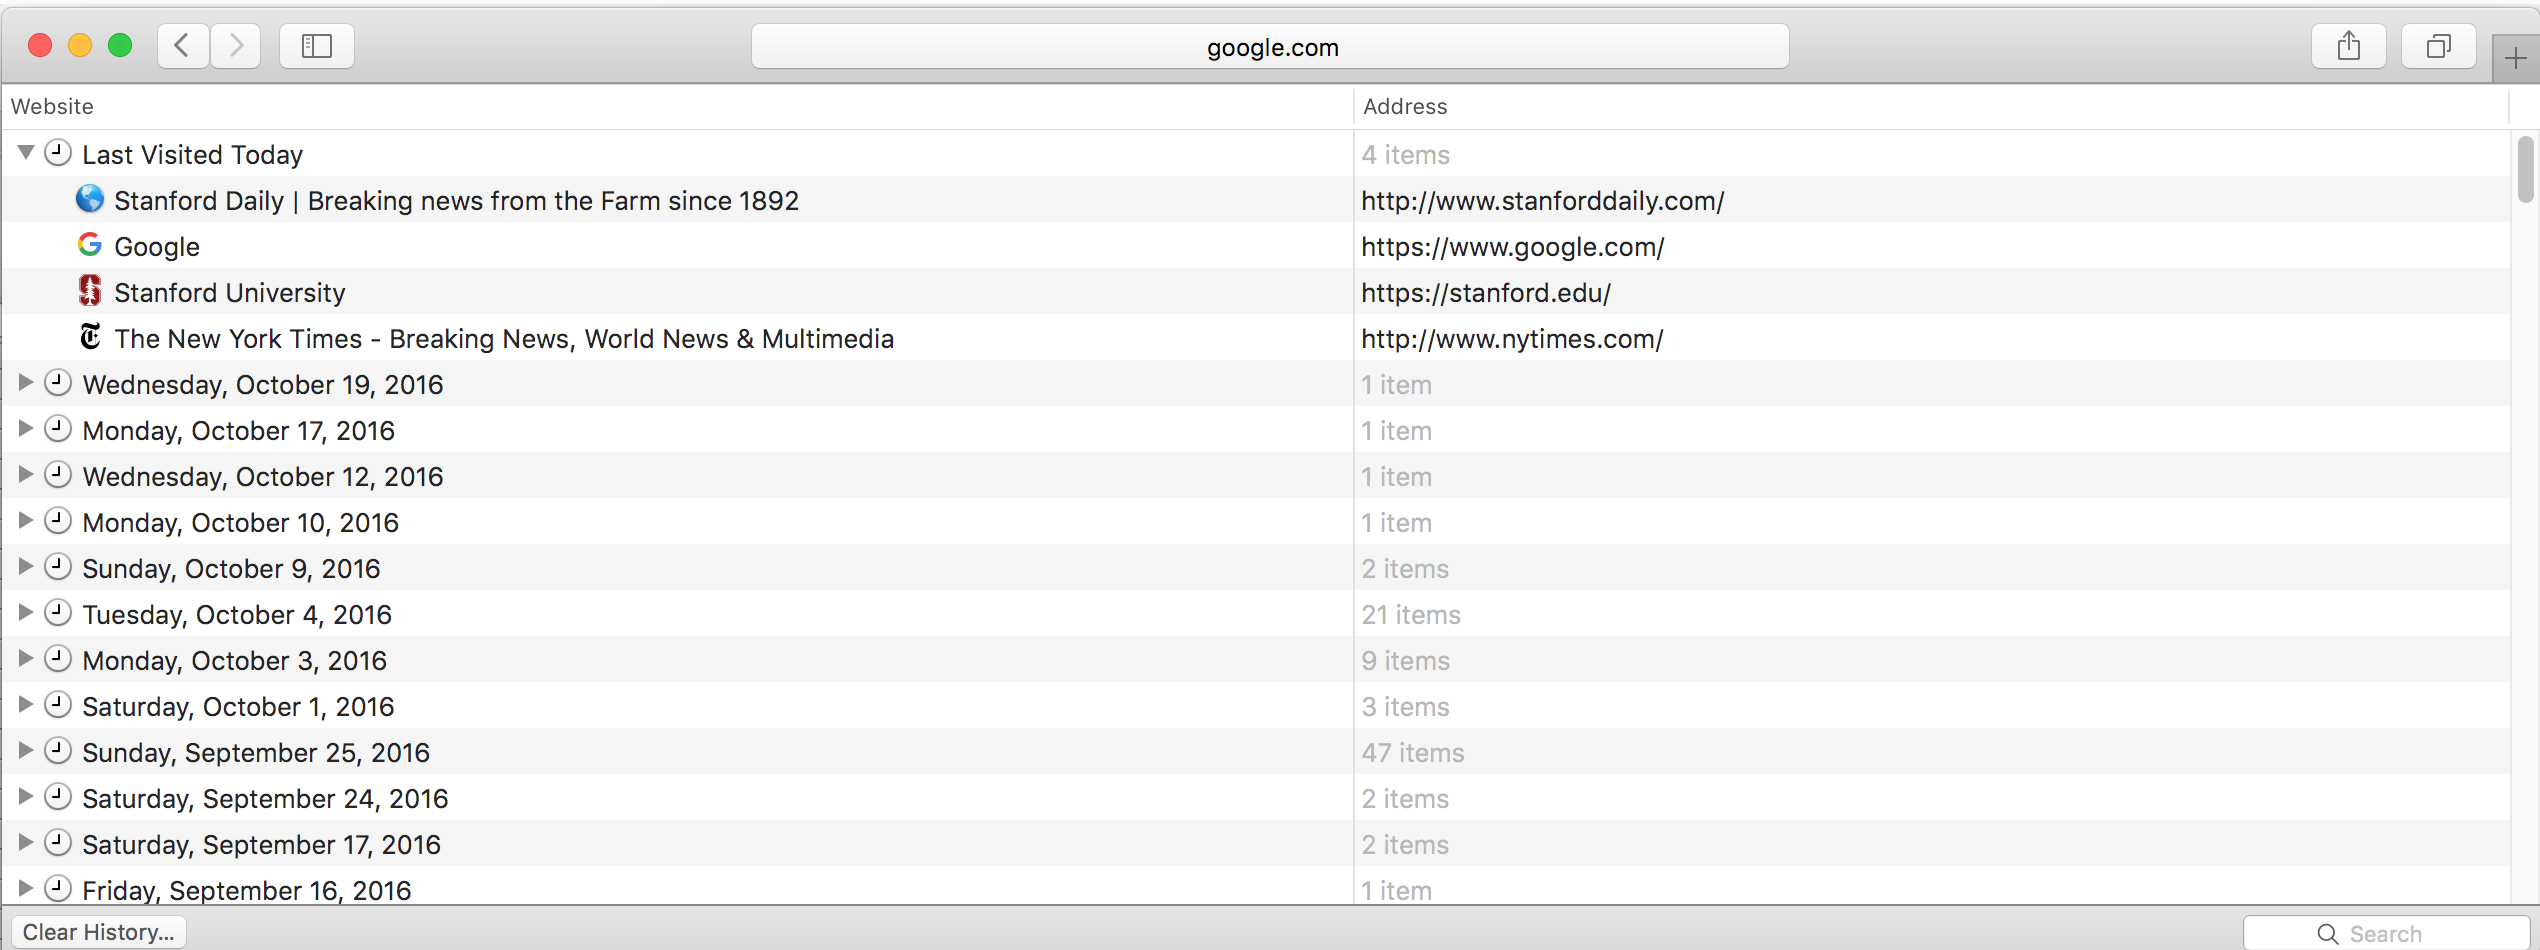 google.com
Website Address
Last Visited Today 4 items
Stanford Daily | Breaking news from the Farm since 1892 http://www.stanforddaily.com/
Google https://www.google.com/
Stanford University https://stanford.edu/
The New York Times - Breaking News, World News & Multimedia http://www.nytimes.com/
Wednesday, October 19, 2016 1 item
Monday, October 17, 2016 1 item
Wednesday, October 12, 2016 1 item
Monday, October 10, 2016 1 item
Sunday, October 9, 2016 2 items
Tuesday, October 4, 2016 21 items
Monday, October 3, 2016 9 items
Saturday, October 1, 2016 3 items
Sunday, September 25, 2016 47 items
Saturday, September 24, 2016 2 items
Saturday, September 17, 2016 2 items
Friday, September 16, 2016 1 item
Clear History... Search